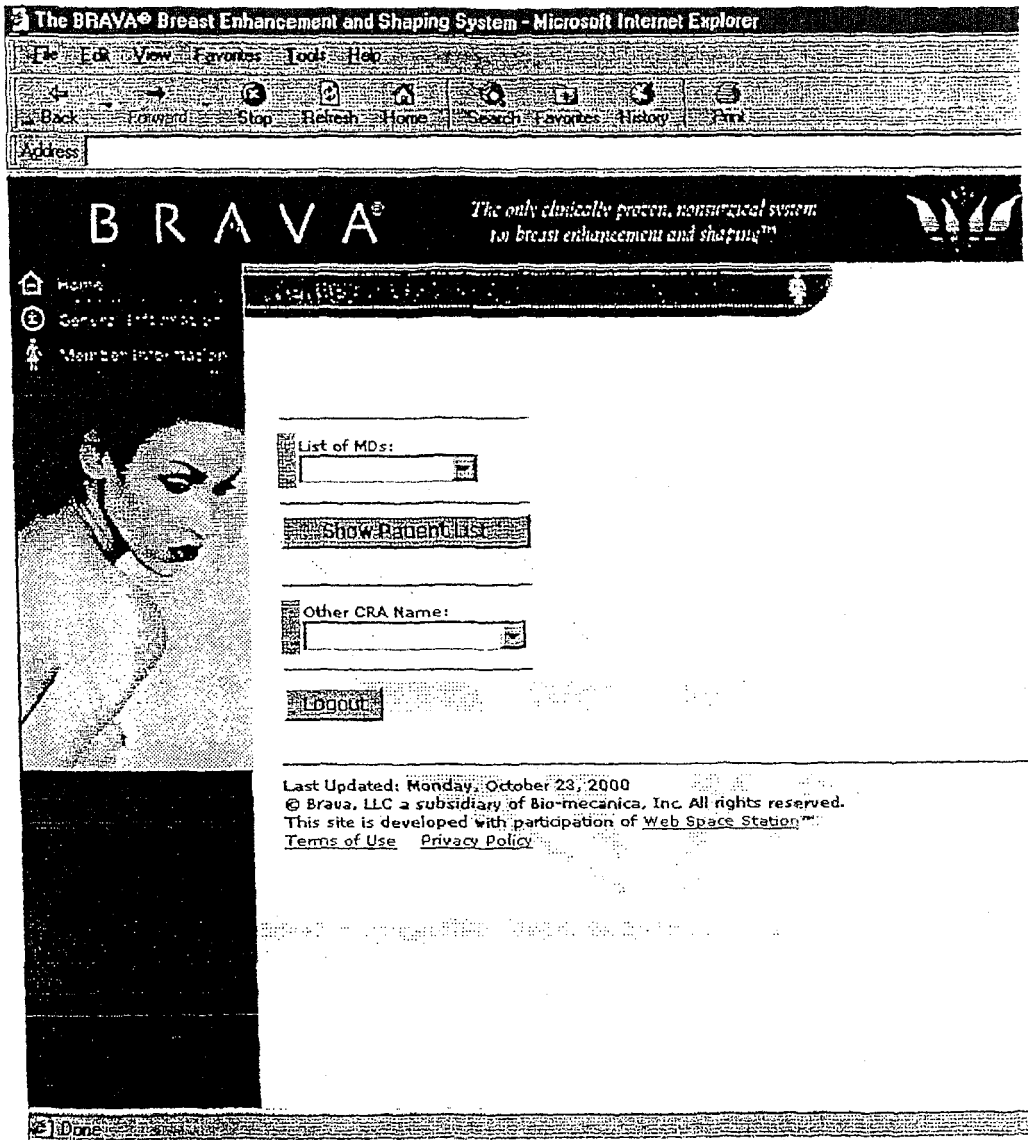 The BRAVA® Breast Enhancement and Shaping System - Microsoft Internet Explorer
File Edit View Favorites Tools Help
Back Forward Stop Refresh Home Search Favorites History Print
Address
BRAVA®
The only clinically proven, nonsurgical system
for breast enhancement and shaping™
Home
General Information
Member Information
List of MDs:
Show Patient List
Other CRA Name:
Logout
Last Updated: Monday, October 23, 2000
© Brava, LLC a subsidiary of Bio-mecanica, Inc. All rights reserved.
This site is developed with participation of Web Space Station™.
Terms of Use Privacy Policy
Done